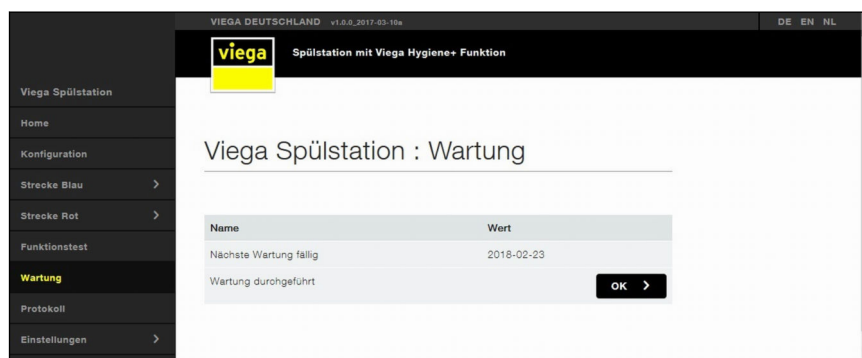 VIEGA DEUTSCHLAND v1.0.0_2017-03-10a
DE EN NL
viega
Spülstation mit Viega Hygiene+ Funktion
Viega Spülstation
Home
Konfiguration
Strecke Blau
Strecke Rot
Funktionstest
Wartung
Protokoll
Einstellungen
Viega Spülstation : Wartung
Name Wert
Nächste Wartung fällig 2018-02-23
Wartung durchgeführt OK